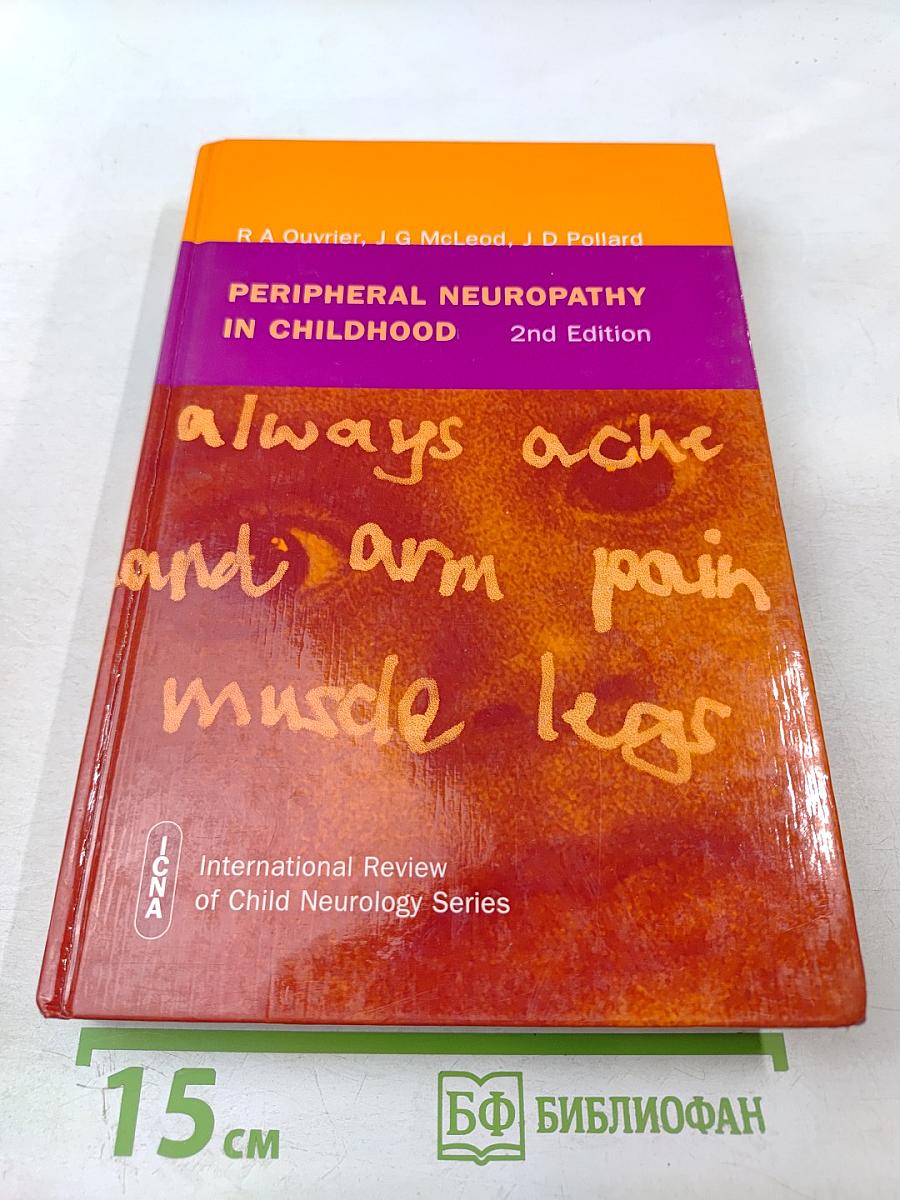 R A Ouvrier, J G McLeod, J D Pollard
PERIPHERAL NEUROPATHY
IN CHILDHOOD 2nd Edition
always ache
and arm pain
muscle legs
ICNA
International Review
of Child Neurology Series
15 см
БФ БИБЛИОФАН